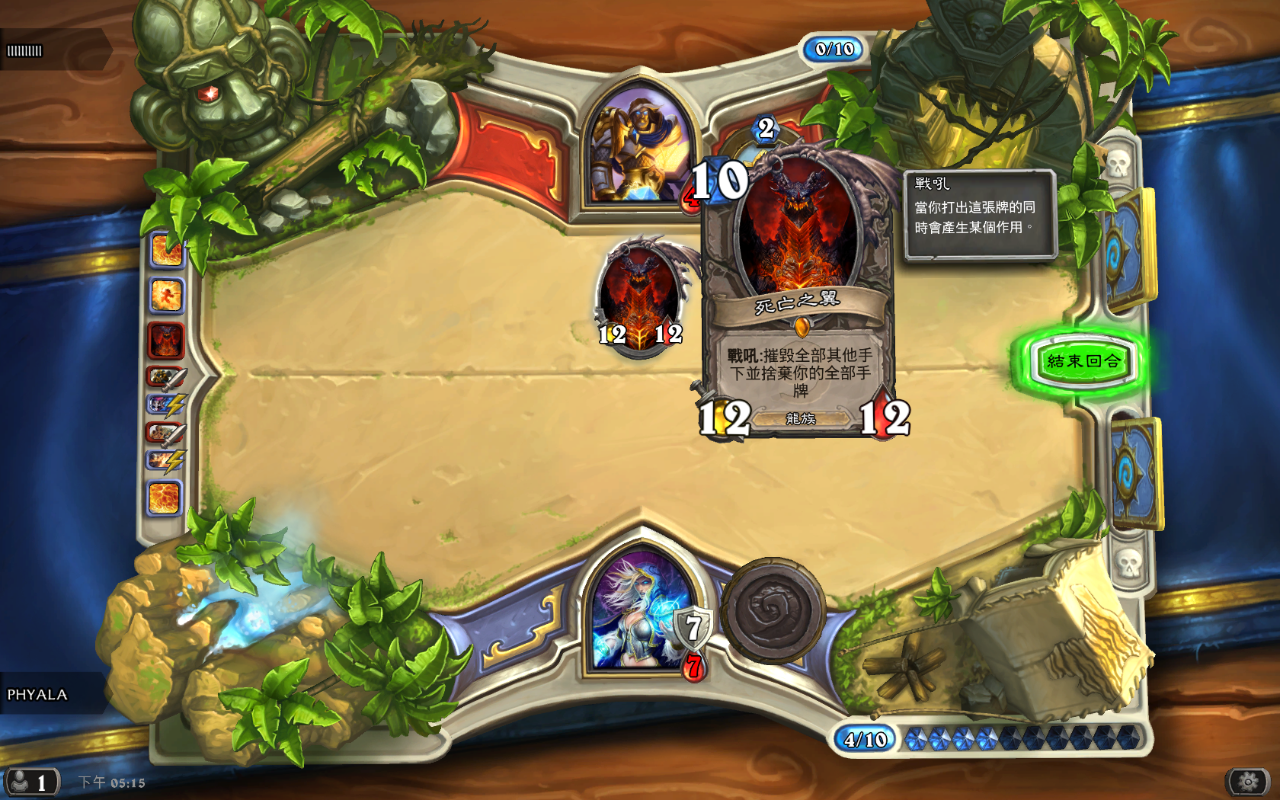 0/10
2
10
4
戰吼
當你打出這張牌的同
時會產生某個作用。
死亡之翼
12
12
戰吼:摧毀全部其他手
下並捨棄你的全部手
牌
12
龍族
12
結束回合
7
7
PHYALA
4/10
1
下午 05:15